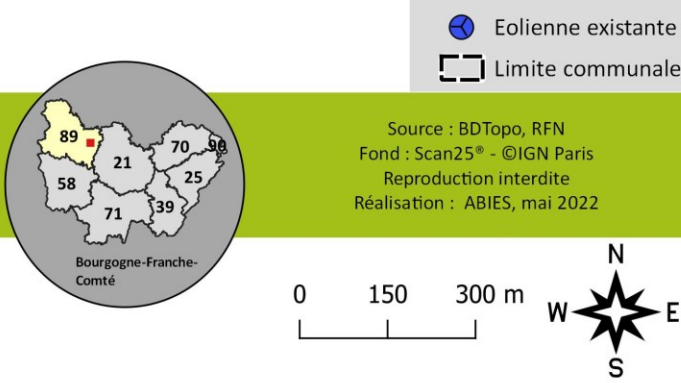 Eolienne existante
Limite communale
Source : BDTopo, RFN
Fond : Scan25® - ©IGN Paris
Reproduction interdite
Réalisation : ABIES, mai 2022
89
21
70
90
58
25
71
39
Bourgogne-Franche-
Comté
0 150 300 m
N
W E
S